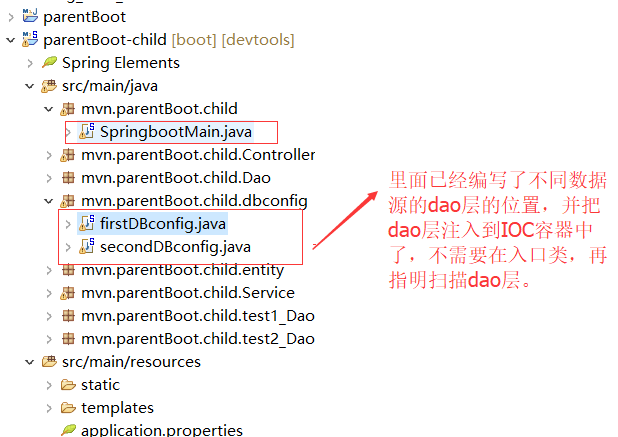 parentBoot
parentBoot-child [boot] [devtools]
Spring Elements
src/main/java
mvn.parentBoot.child
SpringbootMain.java
mvn.parentBoot.child.Controller
mvn.parentBoot.child.Dao
mvn.parentBoot.child.dbconfig
firstDBconfig.java
secondDBconfig.java
mvn.parentBoot.child.entity
mvn.parentBoot.child.Service
mvn.parentBoot.child.test1_Dao
mvn.parentBoot.child.test2_Dao
src/main/resources
static
templates
application.properties
里面已经编写了不同数据
源的dao层的位置，并把
dao层注入到IOC容器中
了，不需要在入口类，再
指明扫描dao层。